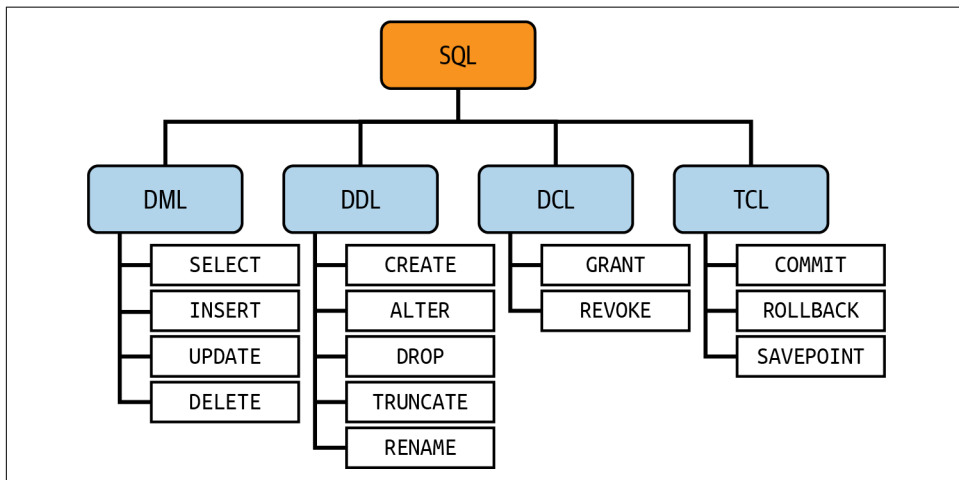 SQL
DML
DDL
DCL
TCL
SELECT
INSERT
UPDATE
DELETE
CREATE
ALTER
DROP
TRUNCATE
RENAME
GRANT
REVOKE
COMMIT
ROLLBACK
SAVEPOINT